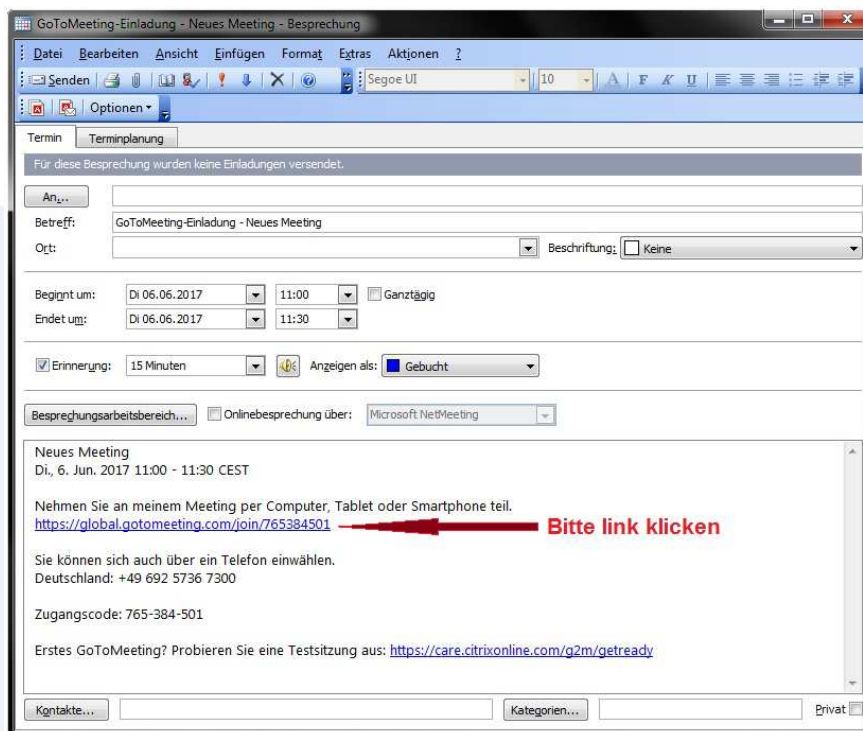 GoToMeeting-Einladung - Neues Meeting - Besprechung
Datei Bearbeiten Ansicht Einfügen Format Extras Aktionen ?
Senden Segoe UI 10 A F K U
Optionen
Termin Terminplanung
Für diese Besprechung wurden keine Einladungen versendet.
An...
Betreff: GoToMeeting-Einladung - Neues Meeting
Ort: Beschriftung: Keine
Beginnt um: Di 06.06.2017 11:00 Ganztägig
Endet um: Di 06.06.2017 11:30
Erinnerung: 15 Minuten Anzeigen als: Gebucht
Besprechungsarbeitsbereich... Onlinebesprechung über: Microsoft NetMeeting
Neues Meeting
Di., 6. Jun. 2017 11:00 - 11:30 CEST
Nehmen Sie an meinem Meeting per Computer, Tablet oder Smartphone teil.
https://global.gotomeeting.com/join/765384501 Bitte link klicken
Sie können sich auch über ein Telefon einwählen.
Deutschland: +49 692 5736 7300
Zugangscode: 765-384-501
Erstes GoToMeeting? Probieren Sie eine Testsitzung aus: https://care.citrixonline.com/g2m/getready
Kontakte... Kategorien... Privat